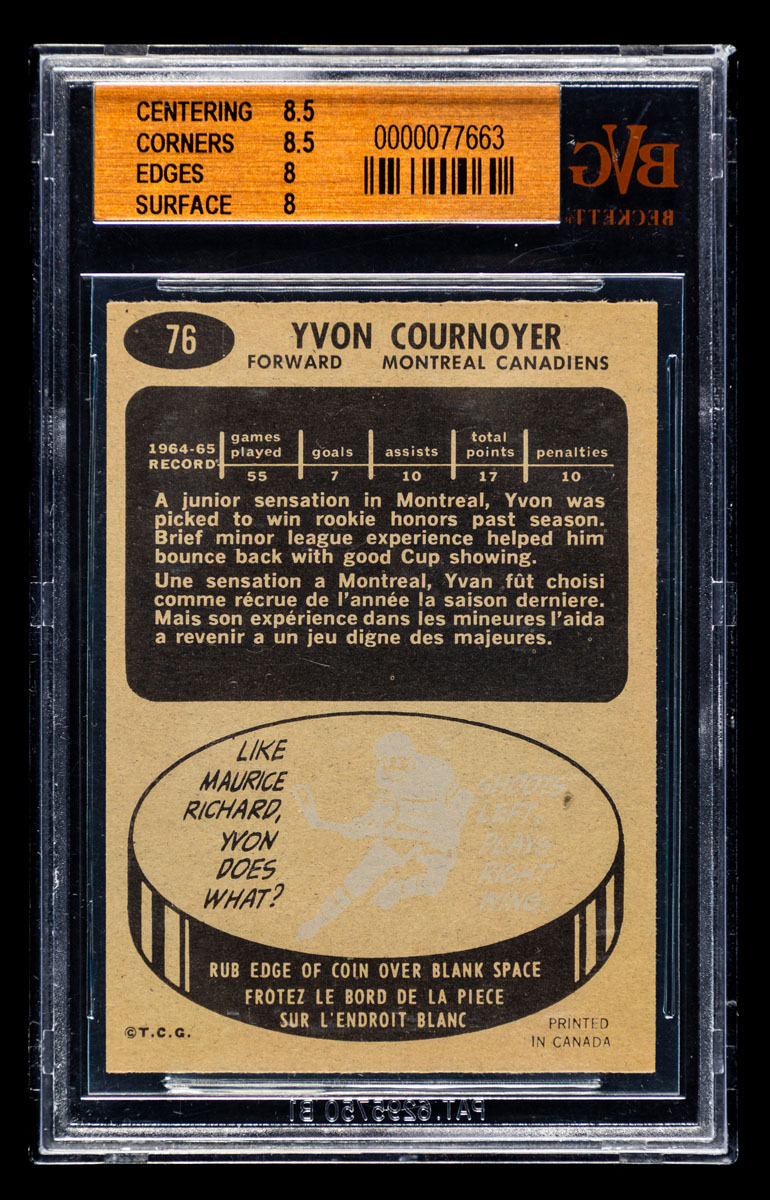 CENTERING 8.5
CORNERS 8.5
EDGES 8
SURFACE 8
0000077663
BVG
BECKETT
76
YVON COURNOYER
FORWARD MONTREAL CANADIENS
1964-65 RECORD games played goals assists total points penalties
55 7 10 17 10
A junior sensation in Montreal, Yvon was
picked to win rookie honors past season.
Brief minor league experience helped him
bounce back with good Cup showing.
Une sensation a Montreal, Yvan fût choisi
comme récrue de l'année la saison derniere.
Mais son expérience dans les mineures l'aida
a revenir a un jeu digne des majeures.
LIKE
MAURICE
RICHARD,
YVON
DOES
WHAT?
SHOOTS
LEFT,
PLAYS
RIGHT
WING.
RUB EDGE OF COIN OVER BLANK SPACE
FROTEZ LE BORD DE LA PIECE
SUR L'ENDROIT BLANC
©T.C.G.
PRINTED
IN CANADA
PAT.6295750 B1